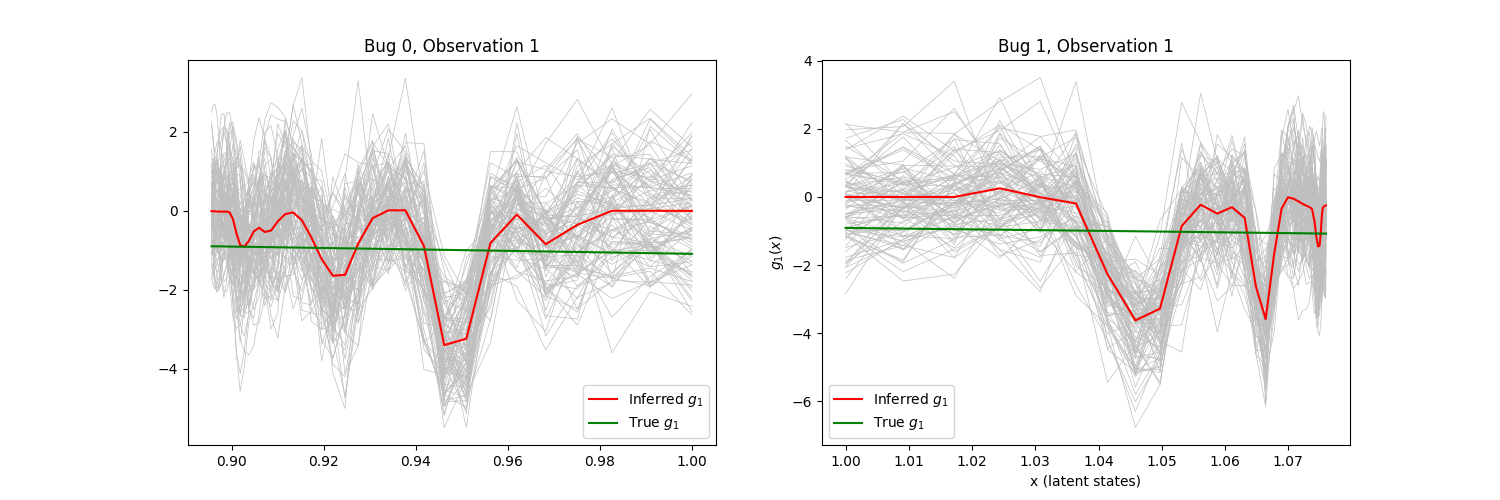 Bug 0, Observation 1
2
0
−2
−4
0.90 0.92 0.94 0.96 0.98 1.00
Inferred g₁
True g₁
Bug 1, Observation 1
g₁(x)
4
2
0
−2
−4
−6
1.00 1.01 1.02 1.03 1.04 1.05 1.06 1.07
x (latent states)
Inferred g₁
True g₁